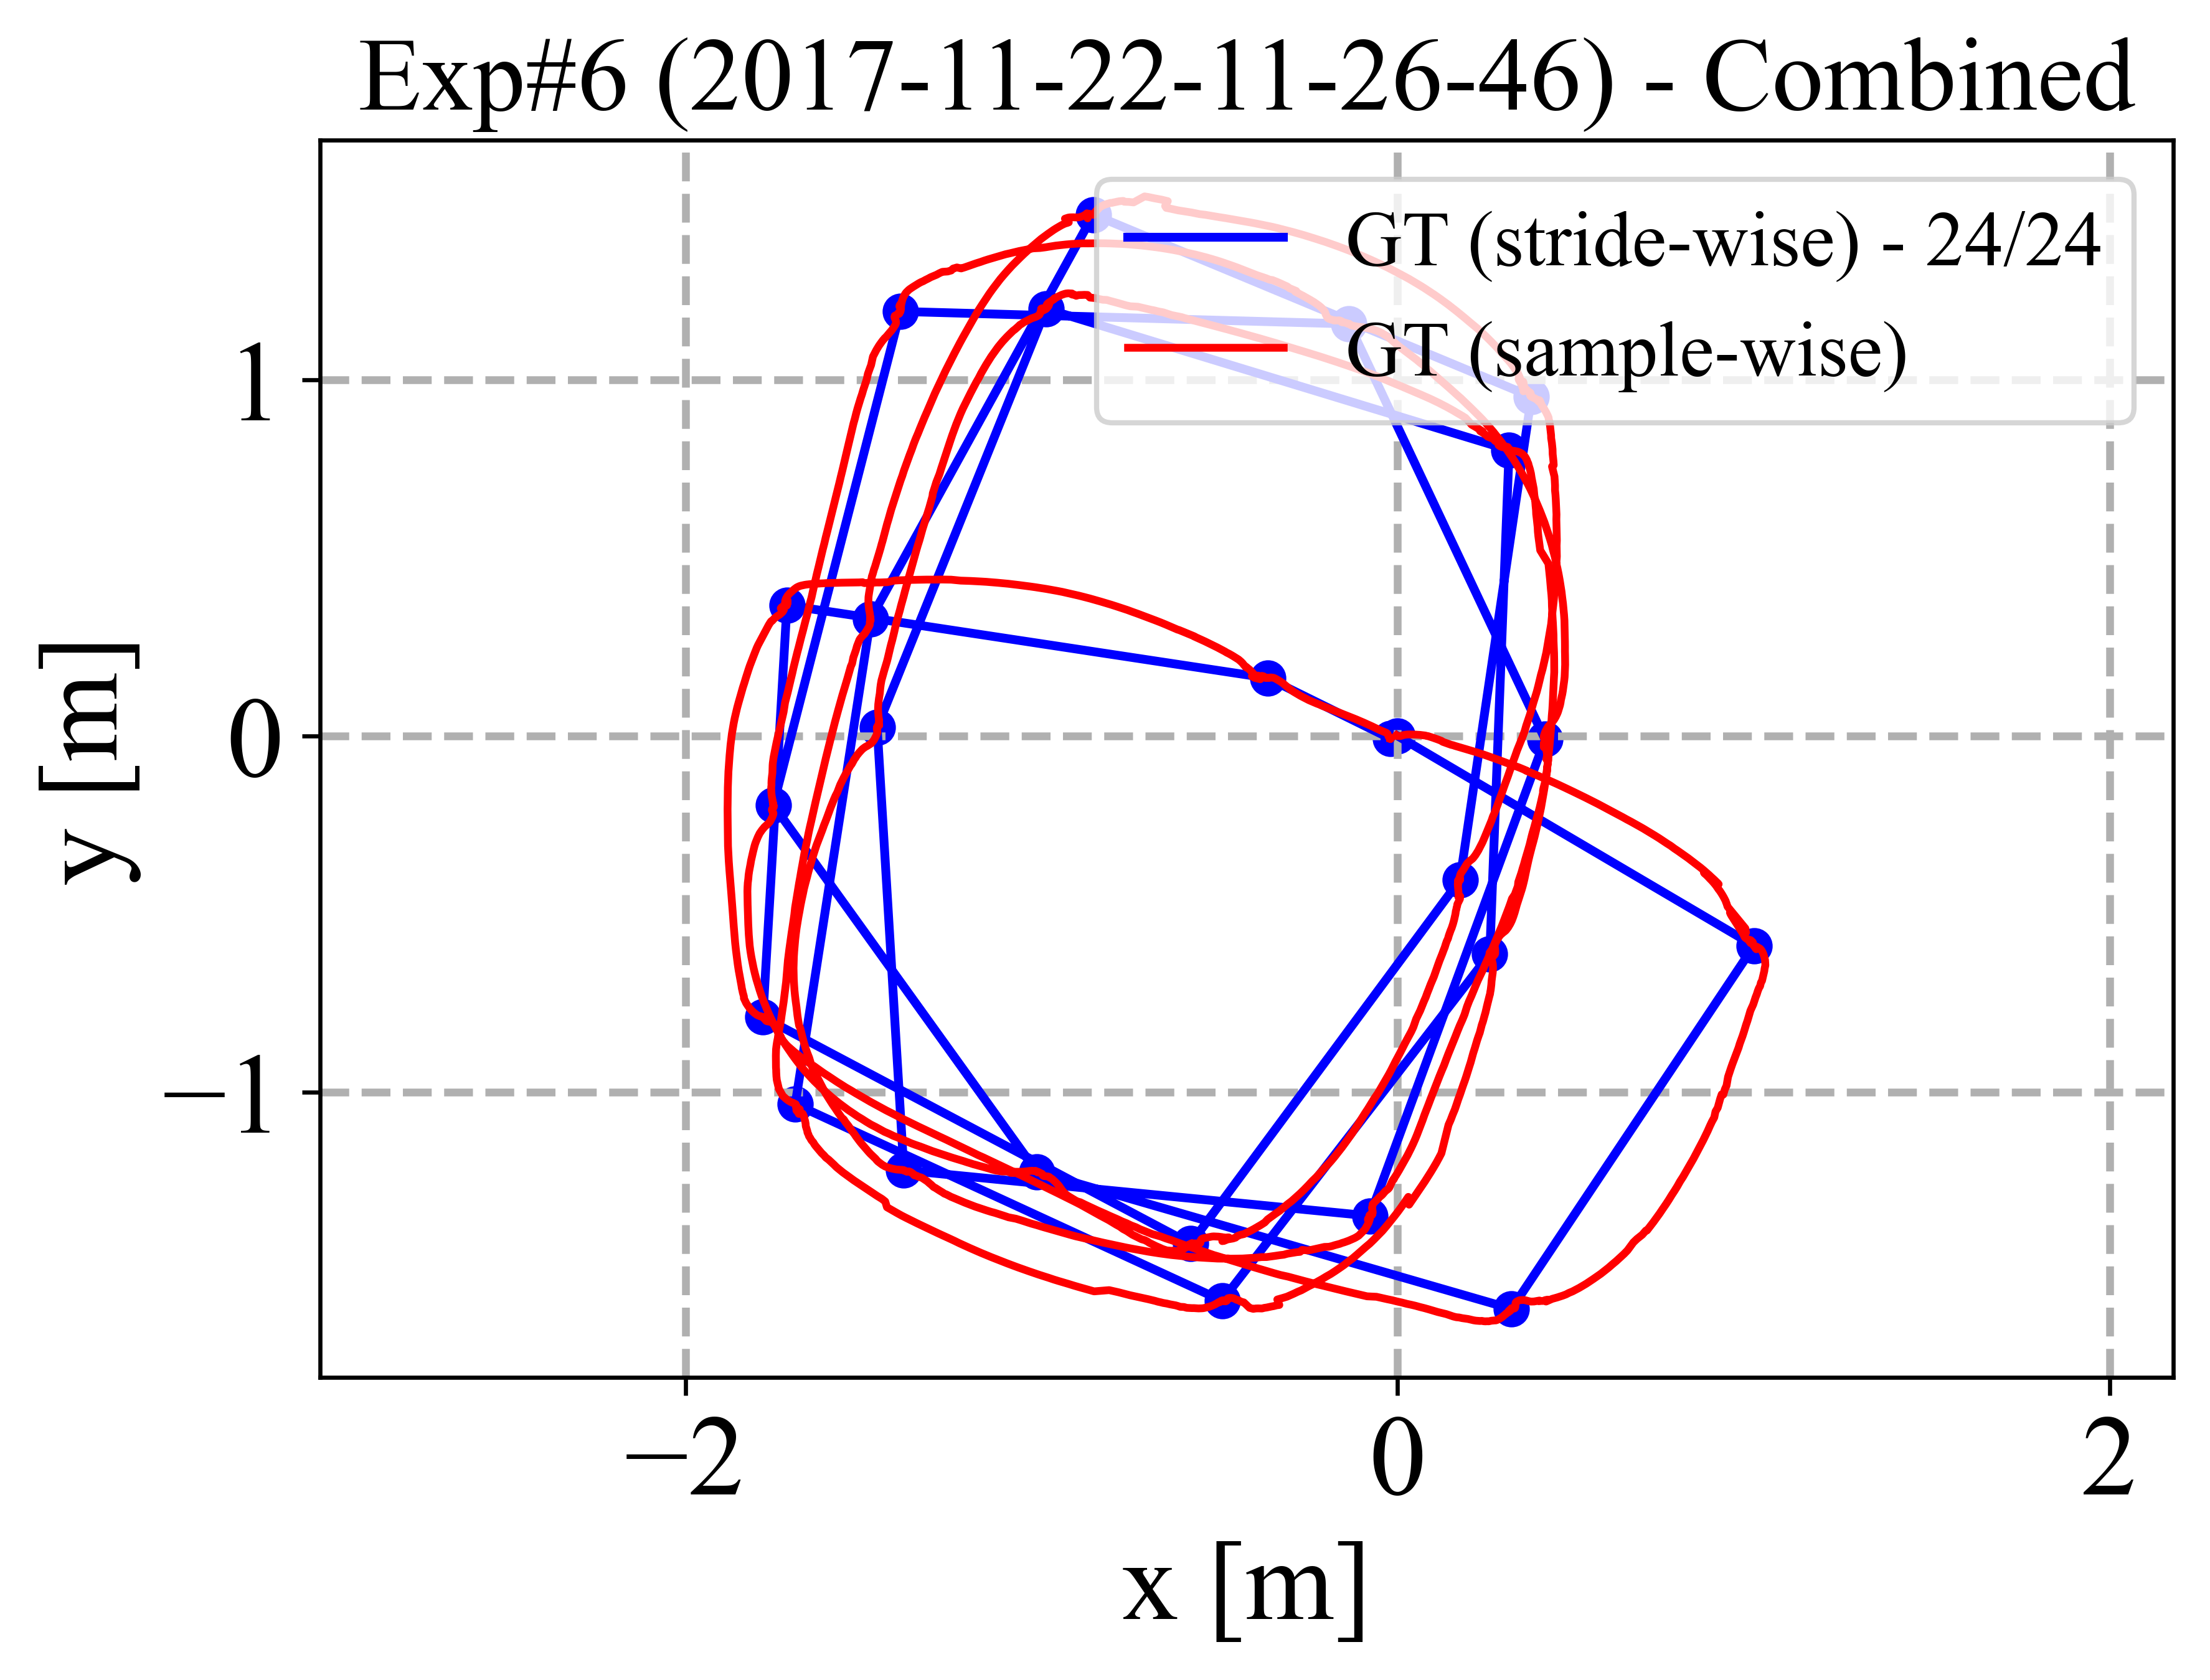 Exp#6 (2017-11-22-11-26-46) - Combined
GT (stride-wise) - 24/24
GT (sample-wise)
1
0
−1
y [m]
−2
0
2
x [m]